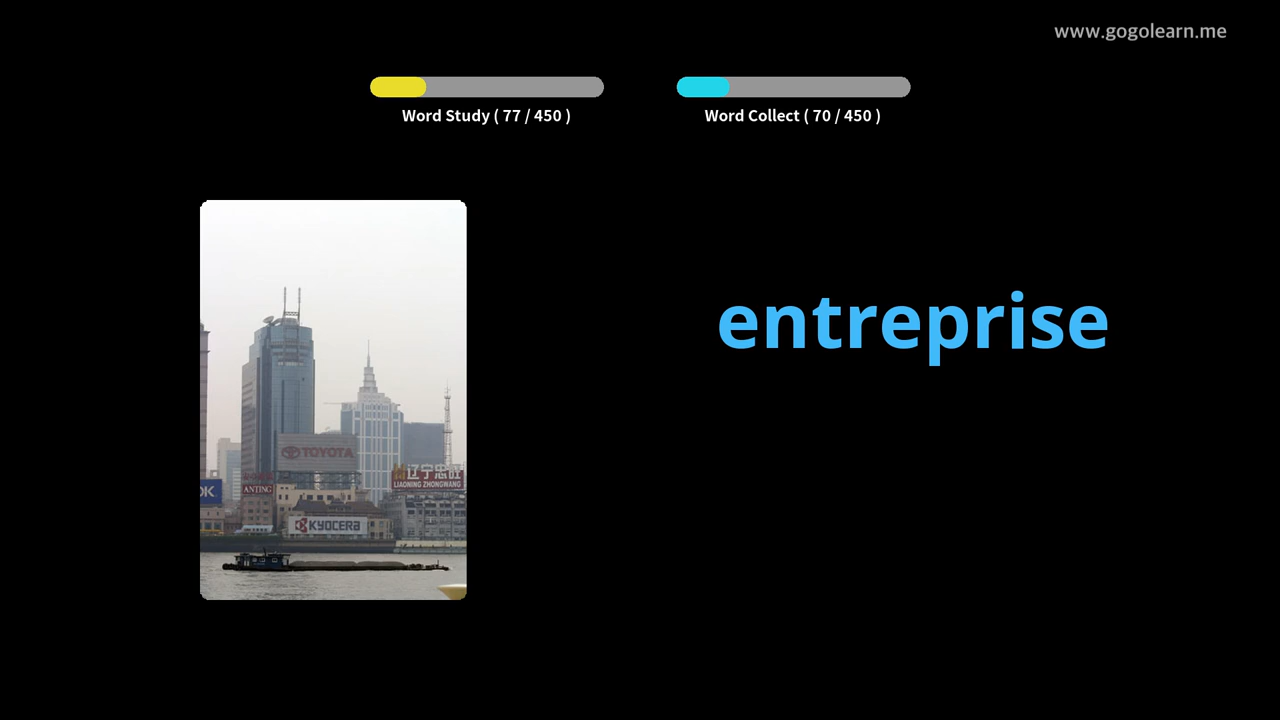 www.gogolearn.me
Word Study ( 77 / 450 )
Word Collect ( 70 / 450 )
entreprise
TOYOTA
辽宁忠旺
LIAONING ZHONGWANG
ANTING
KYOCERA